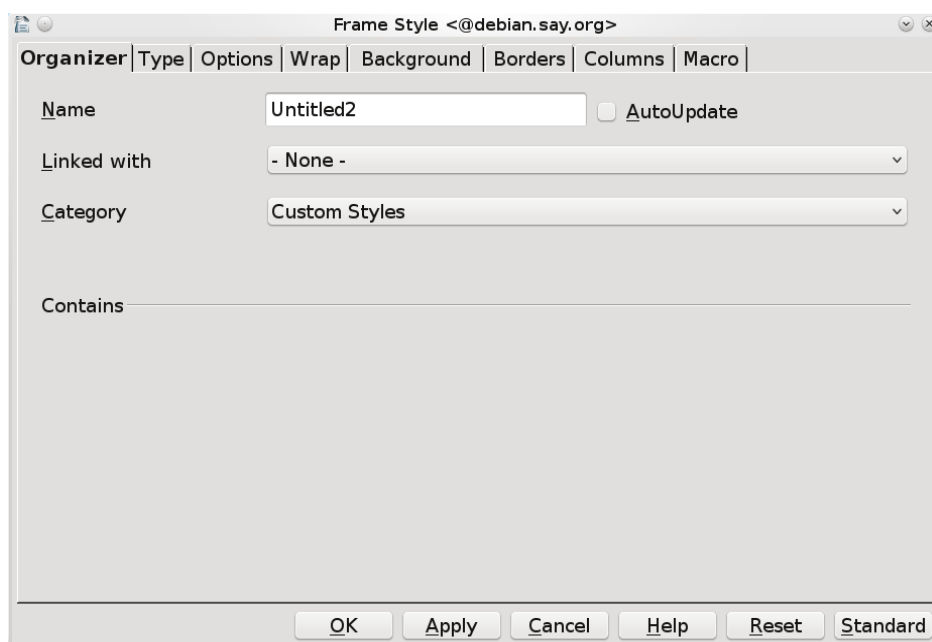 Frame Style <@debian.say.org>
Organizer Type Options Wrap Background Borders Columns Macro
Name Untitled2 AutoUpdate
Linked with - None -
Category Custom Styles
Contains
OK Apply Cancel Help Reset Standard